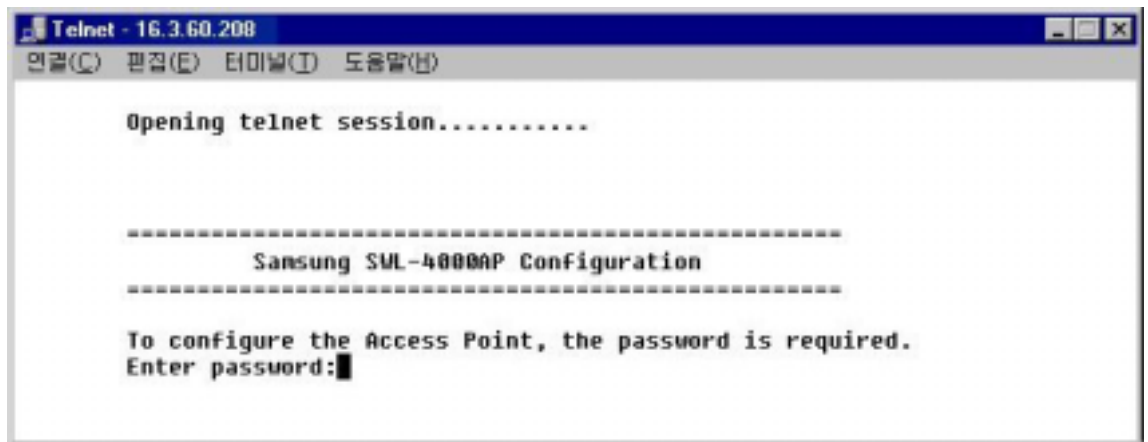 Telnet - 16.3.60.208
연결(C) 편집(E) 터미널(T) 도움말(H)
Opening telnet session...........
---------------------------------------------------
Samsung SWL-4000AP Configuration
---------------------------------------------------
To configure the Access Point, the password is required.
Enter password: